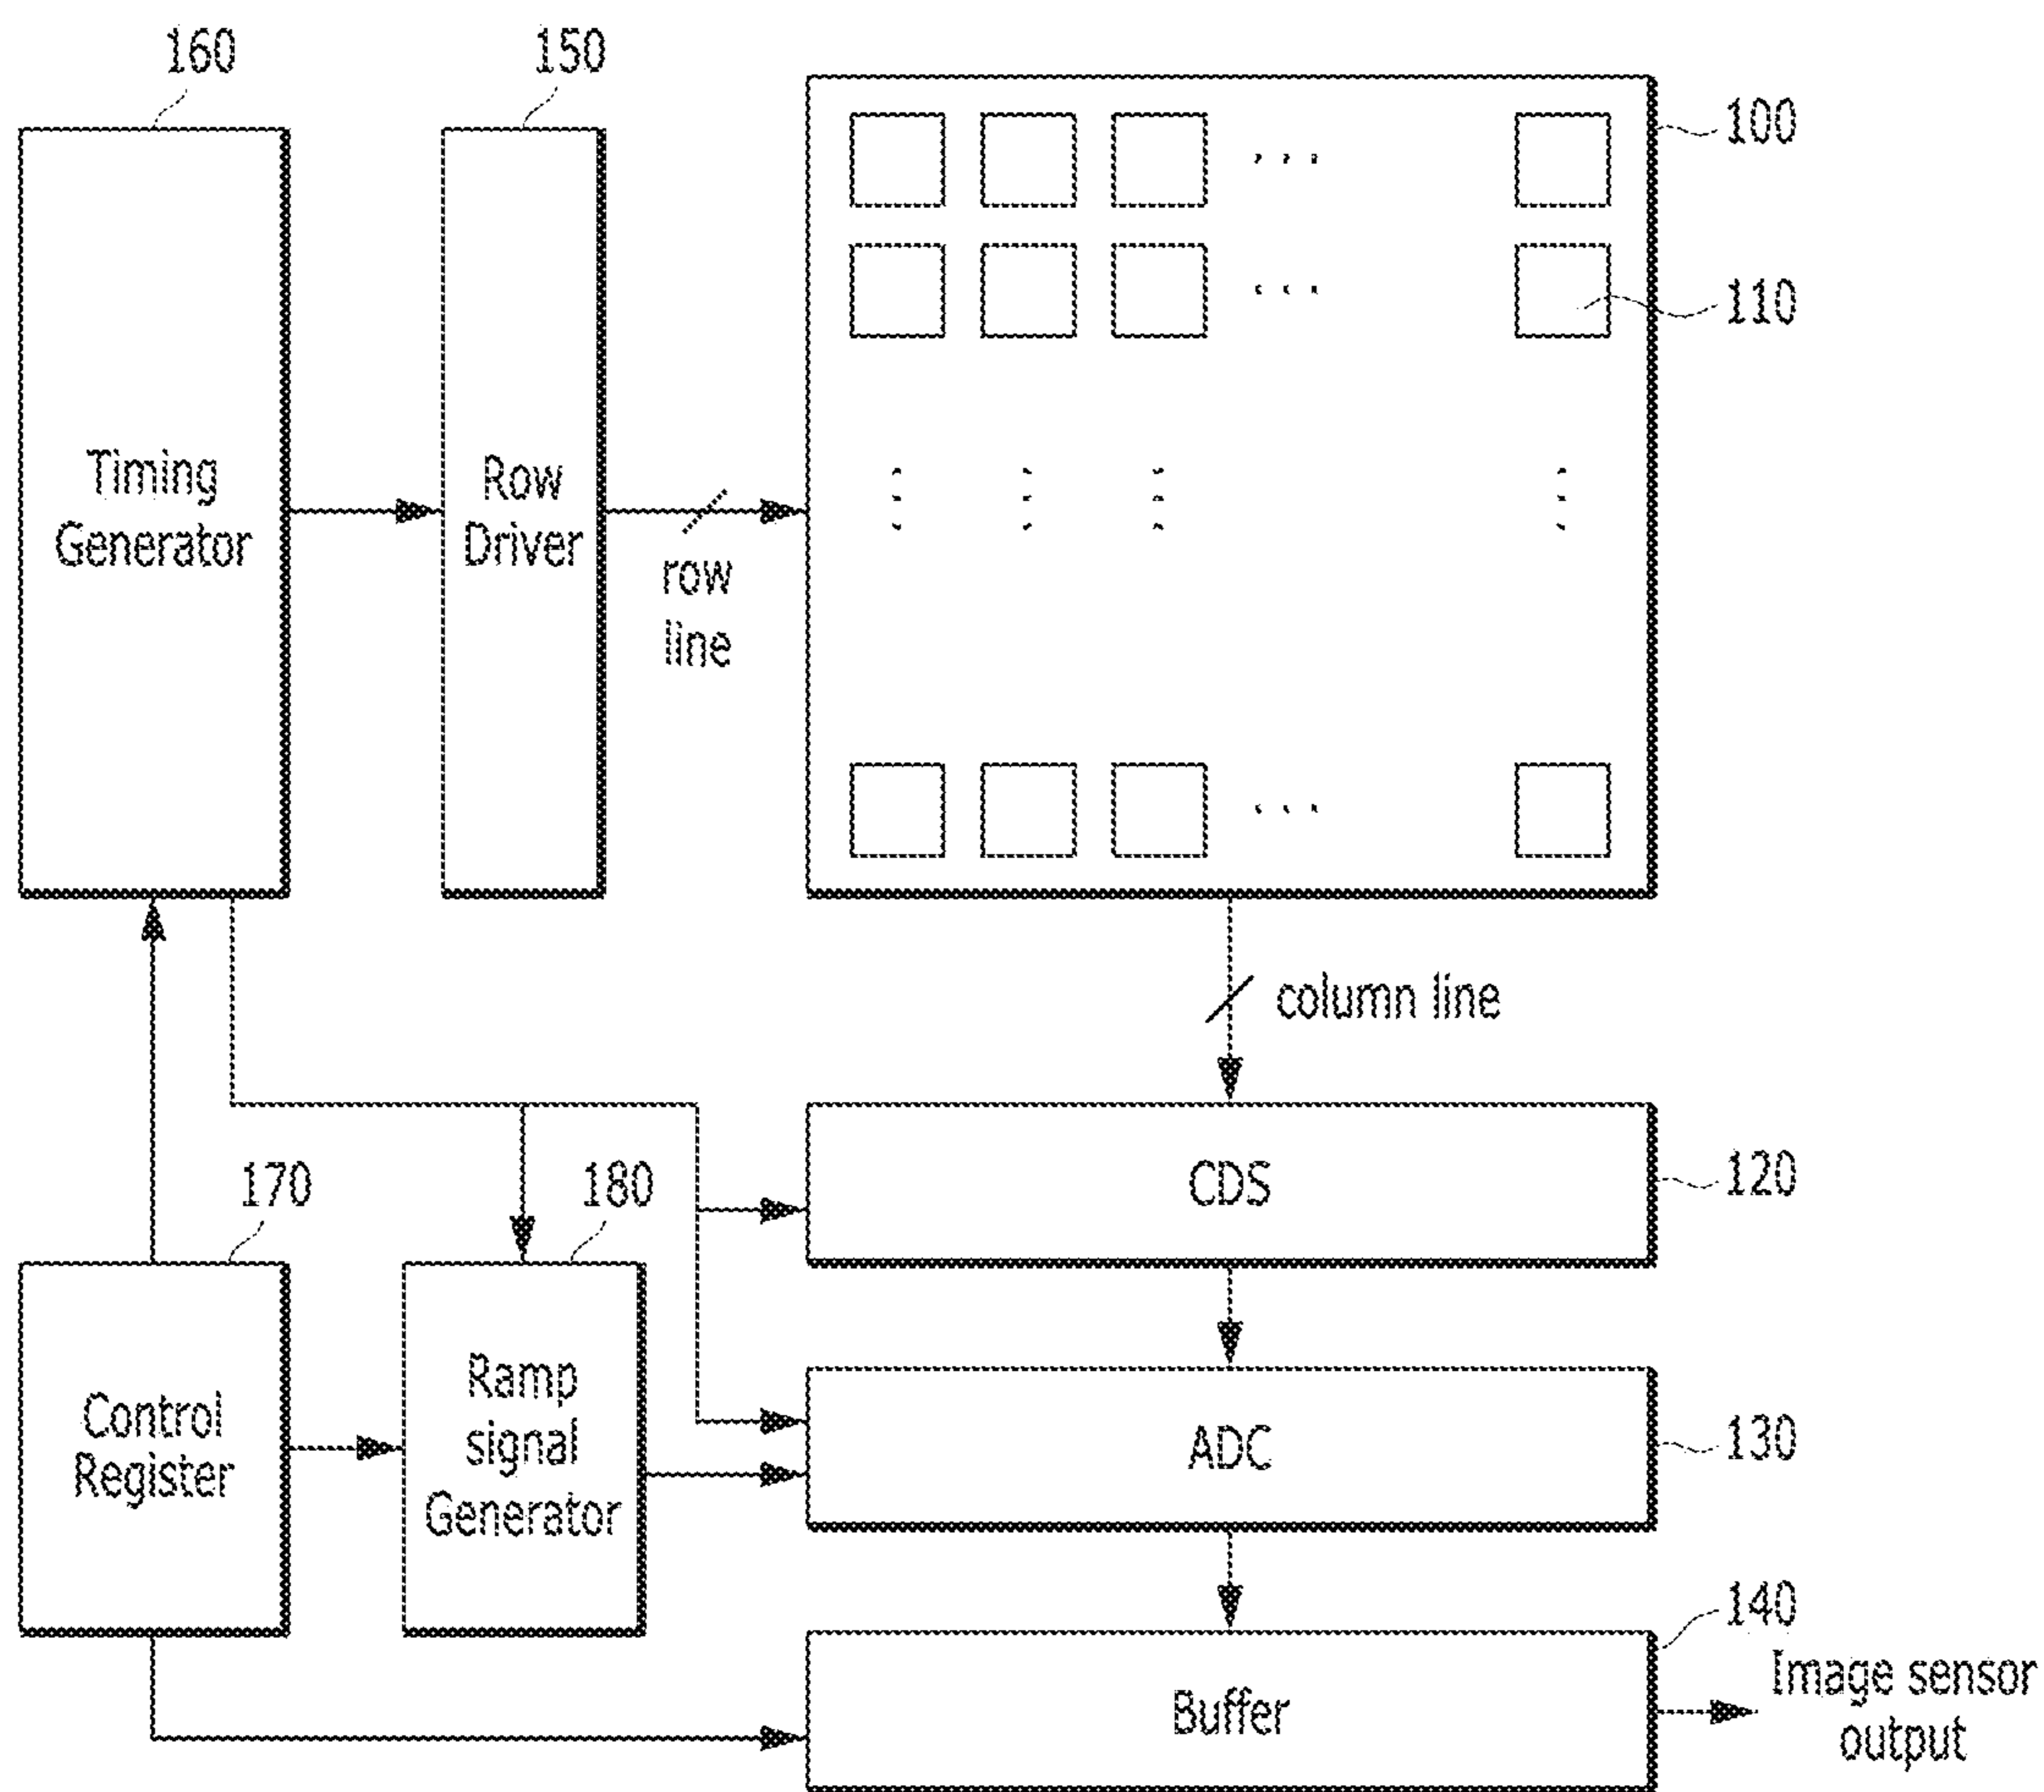 160
150
100
110
Timing
Generator
Row
Driver
row
line
column line
170
180
CDS
120
Control
Register
Ramp
signal
Generator
ADC
130
140
Buffer
Image sensor
output